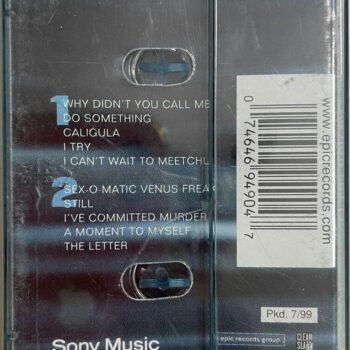 1
WHY DIDN'T YOU CALL ME
DO SOMETHING
CALIGULA
I TRY
I CAN'T WAIT TO MEETCHU
2
SEX-O-MATIC VENUS FREAK
STILL
I'VE COMMITTED MURDER
A MOMENT TO MYSELF
THE LETTER
Sony Music
www.epicrecords.com
0 74646 94904 7
Pkd. 7/99
epic records group
CLEAN
SLATE